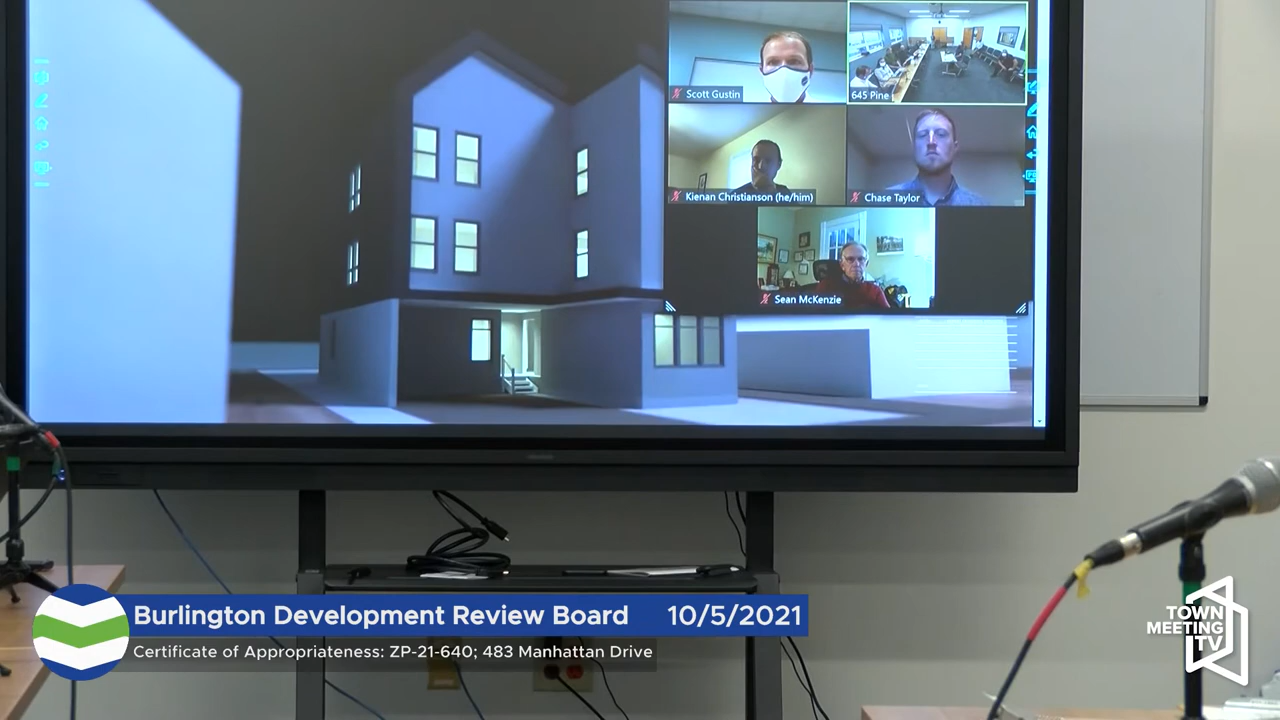 Scott Gustin
645 Pine
Kienan Christianson (he/him)
Chase Taylor
Sean McKenzie
Burlington Development Review Board 10/5/2021
Certificate of Appropriateness: ZP-21-640; 483 Manhattan Drive
TOWN
MEETING
TV